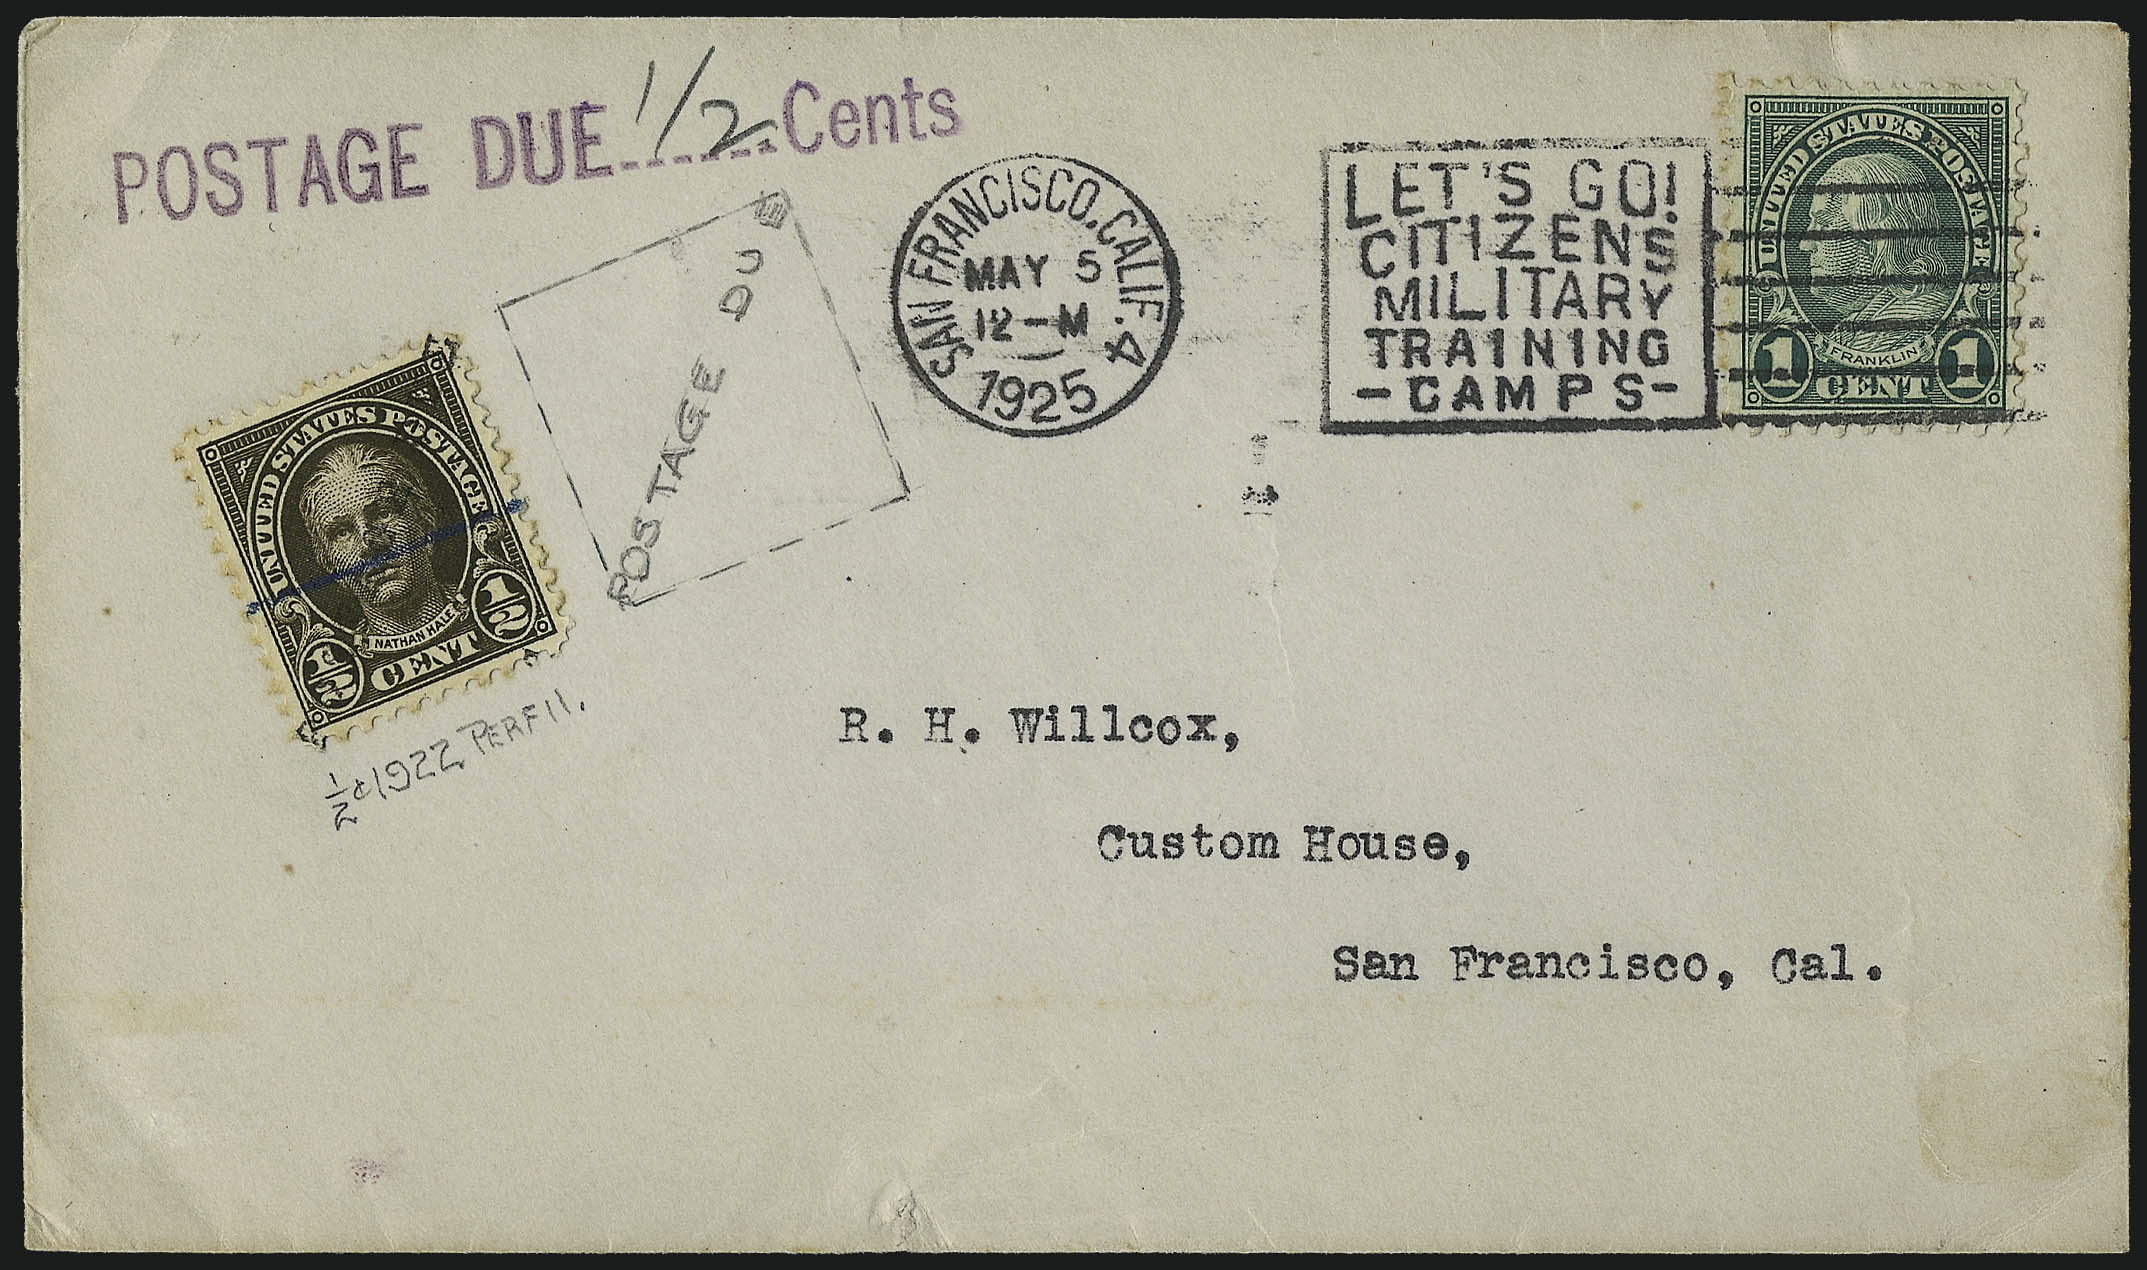 POSTAGE DUE 1/2 Cents
POSTAGE DUE
SAN FRANCISCO, CALIF. 4
MAY 5
12-M
1925
LET'S GO!
CITIZENS
MILITARY
TRAINING
-CAMPS-
UNITED STATES POSTAGE
FRANKLIN
1 CENT 1
UNITED STATES POSTAGE
NATHAN HALE
1/2 CENT 1/2
1/2¢ 1922 PERF 11.
R. H. Willcox,
Custom House,
San Francisco, Cal.